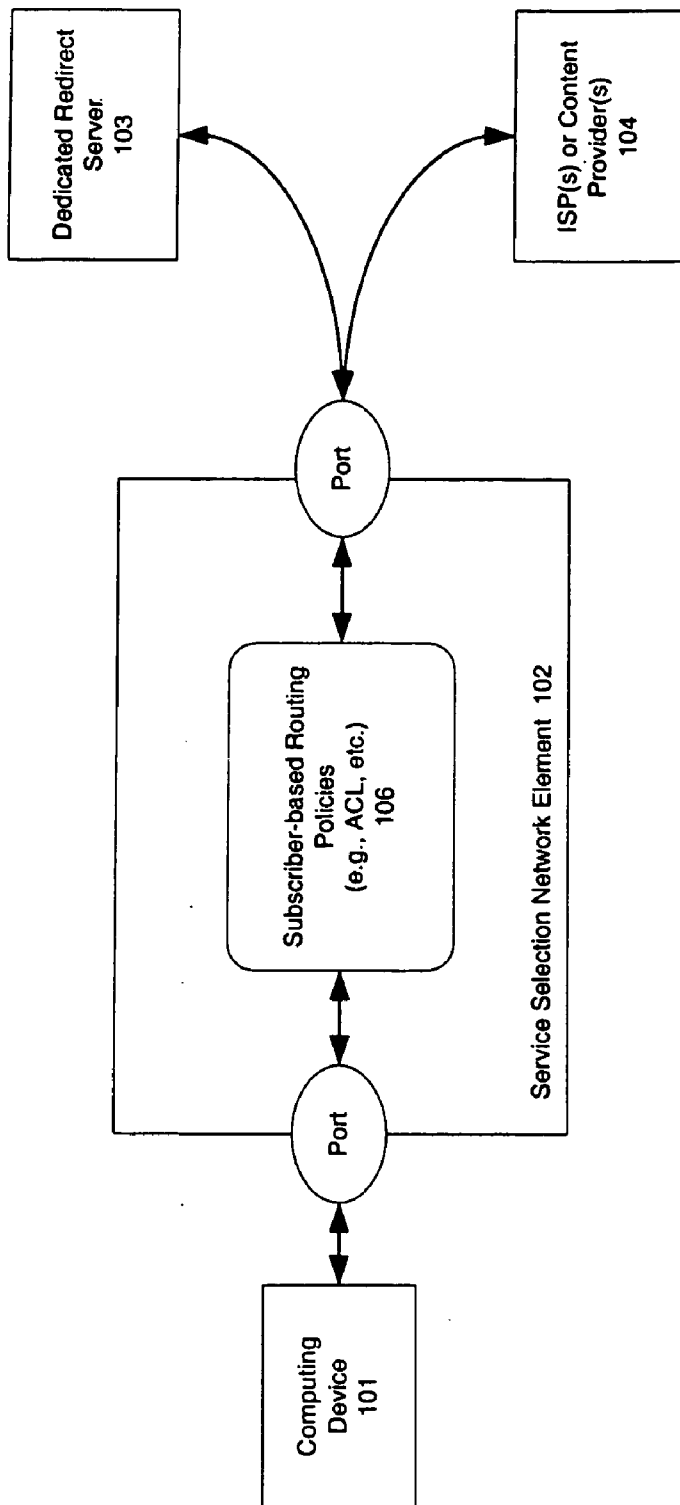 Computing
Device
101
Port
Subscriber-based Routing
Policies
(e.g., ACL, etc.)
106
Service Selection Network Element 102
Port
Dedicated Redirect
Server.
103
ISP(s) or Content
Provider(s)
104